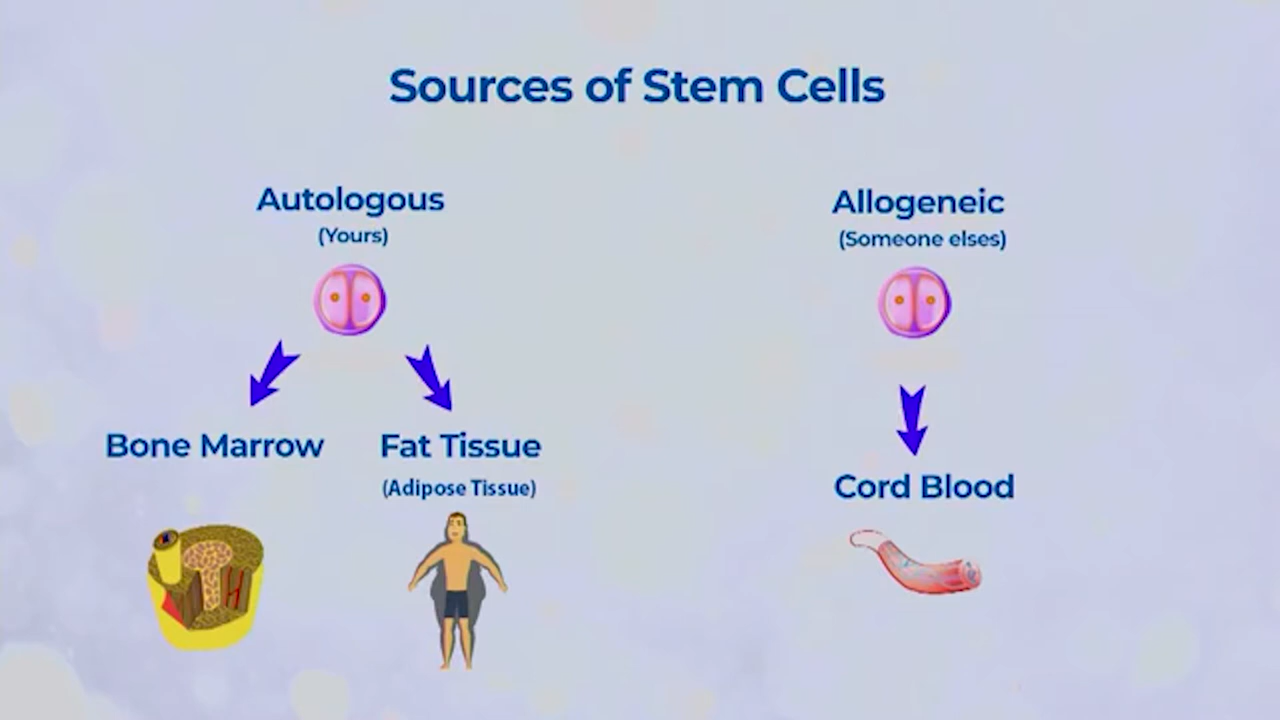 Sources of Stem Cells
Autologous
(Yours)
Bone Marrow
Fat Tissue
(Adipose Tissue)
Allogeneic
(Someone elses)
Cord Blood